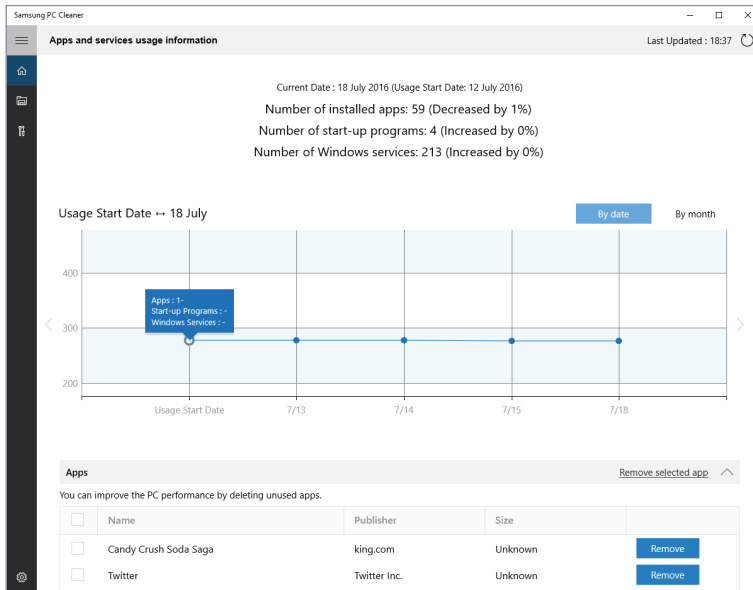 Samsung PC Cleaner
Apps and services usage information
Last Updated : 18:37
Current Date : 18 July 2016 (Usage Start Date: 12 July 2016)
Number of installed apps: 59 (Decreased by 1%)
Number of start-up programs: 4 (Increased by 0%)
Number of Windows services: 213 (Increased by 0%)
Usage Start Date ↔ 18 July
By date
By month
400
Apps : 1-
Start-up Programs : -
Windows Services : -
300
200
Usage Start Date 7/13 7/14 7/15 7/18
Apps
Remove selected app
You can improve the PC performance by deleting unused apps.
Name Publisher Size
Candy Crush Soda Saga king.com Unknown Remove
Twitter Twitter Inc. Unknown Remove